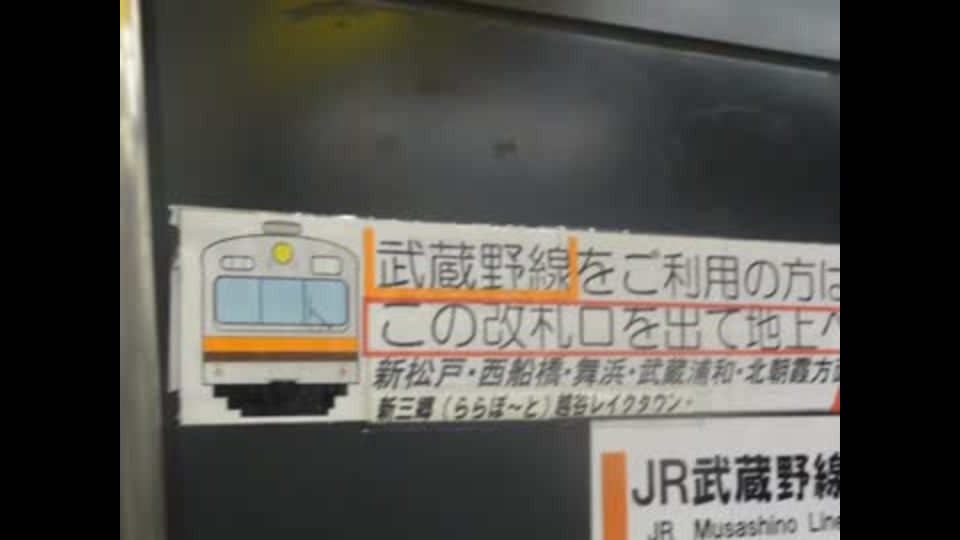 武蔵野線をご利用の方は
この改札口を出て地上へ
新松戸・西船橋・舞浜・武蔵浦和・北朝霞方面
新三郷（ららぽ～と）越谷レイクタウン・
JR武蔵野線
JR Musashino Line